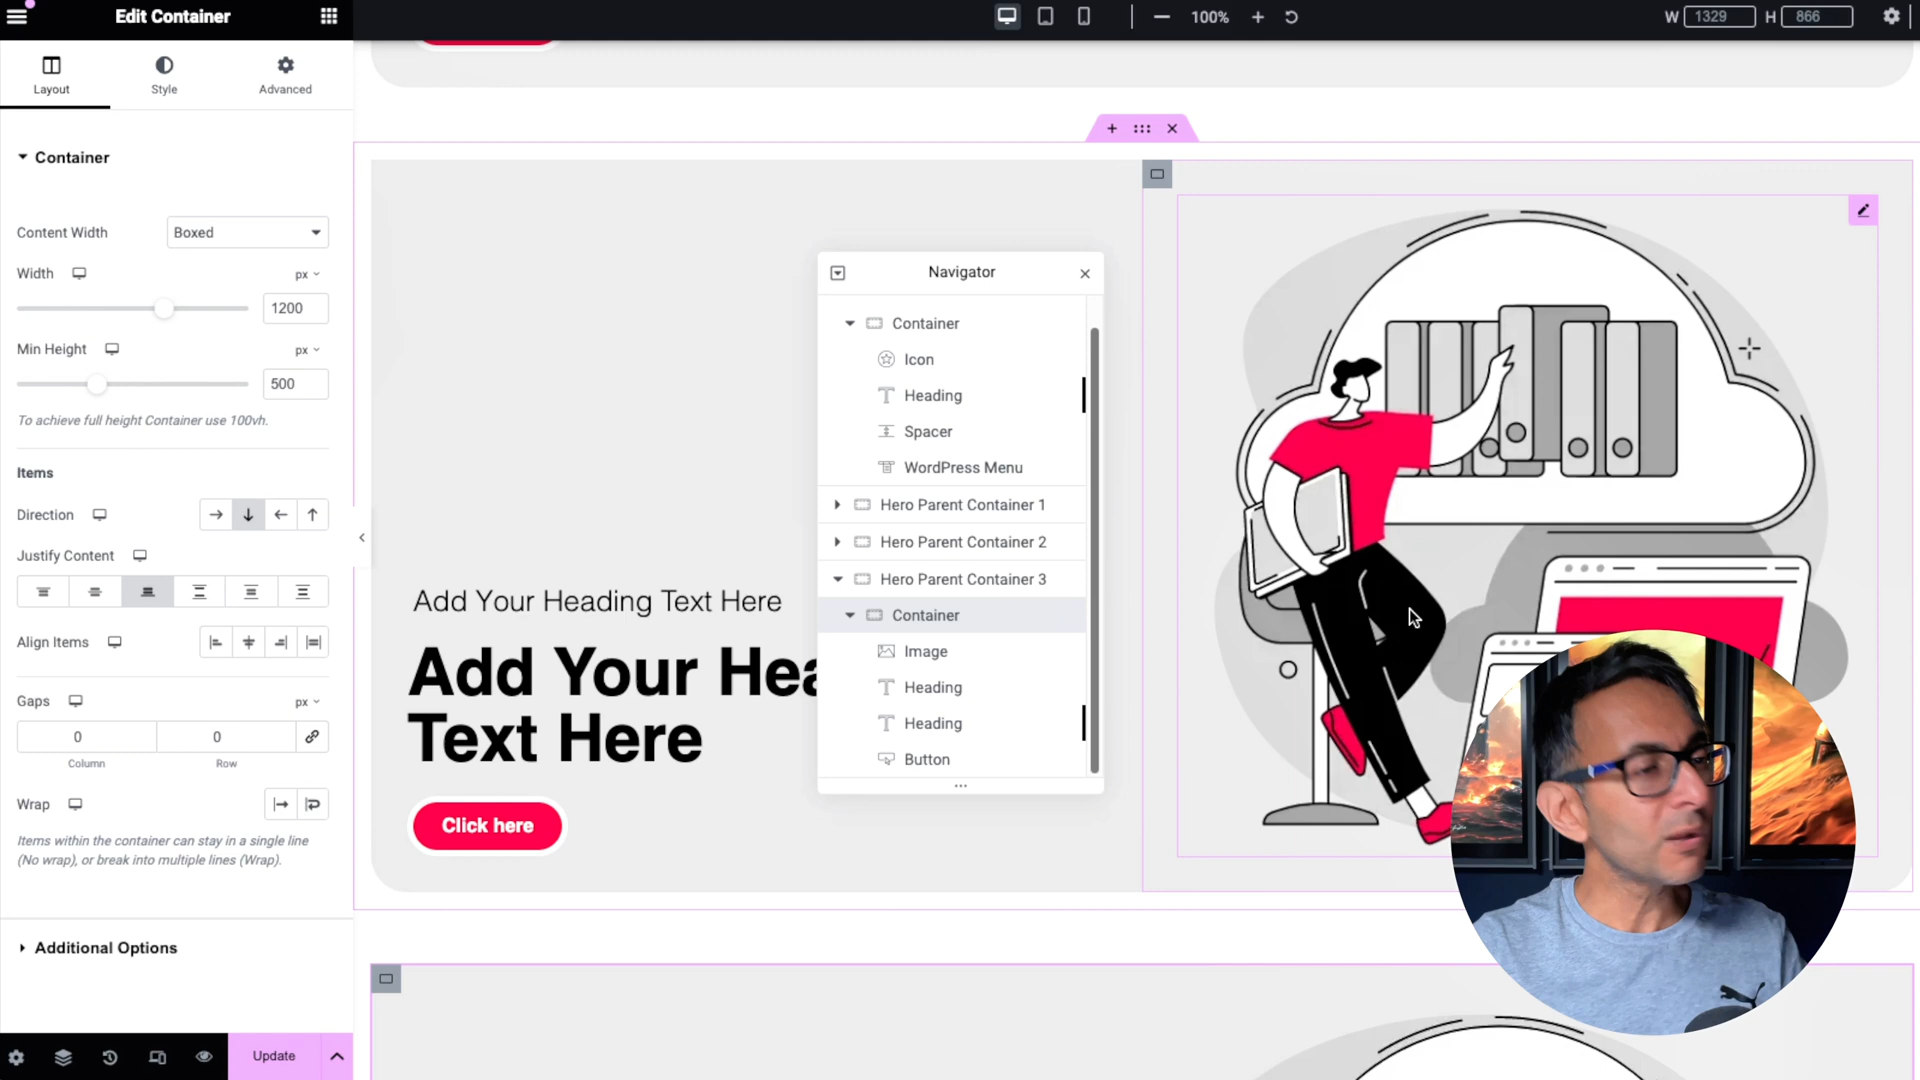 Edit Container
100%
W 1329 H 866
Layout
Style
Advanced
Container
Content Width
Boxed
Width
px
1200
Min Height
px
500
To achieve full height Container use 100vh.
Items
Direction
Justify Content
Align Items
Gaps
px
0
0
Column
Row
Wrap
Items within the container can stay in a single line
(No wrap), or break into multiple lines (Wrap).
Additional Options
Update
Add Your Heading Text Here
Add Your Hea
Text Here
Click here
Navigator
Container
Icon
Heading
Spacer
WordPress Menu
Hero Parent Container 1
Hero Parent Container 2
Hero Parent Container 3
Container
Image
Heading
Heading
Button